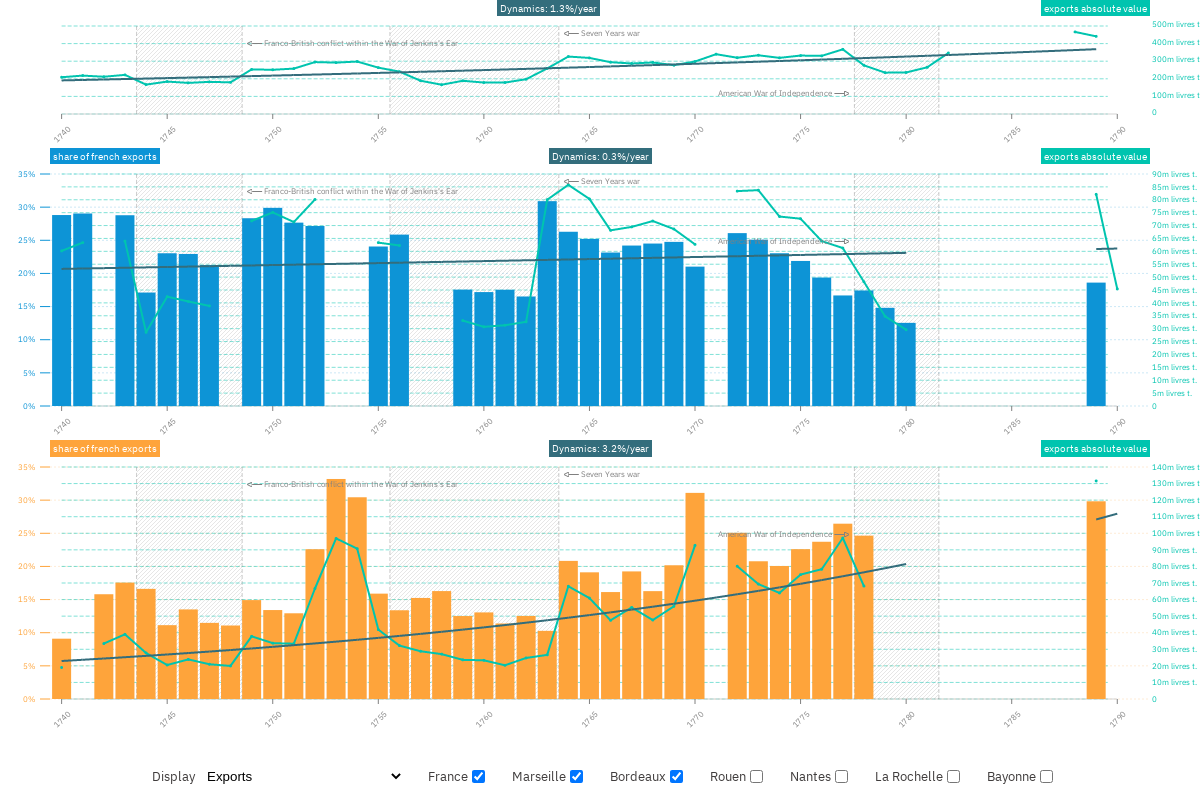 Dynamics: 1.3%/year
exports absolute value
500m livres t
400m livres t
300m livres t
200m livres t
100m livres t
0
Seven Years war
Franco-British conflict within the War of Jenkins's Ear
American War of Independence
1740
1745
1750
1755
1760
1765
1770
1775
1780
1785
1790
share of french exports
Dynamics: 0.3%/year
exports absolute value
35%
30%
25%
20%
15%
10%
5%
0%
Seven Years war
Franco-British conflict within the War of Jenkins's Ear
American War of Independence
90m livres t.
85m livres t.
80m livres t.
75m livres t.
70m livres t.
65m livres t.
60m livres t.
55m livres t.
50m livres t.
45m livres t.
40m livres t.
35m livres t.
30m livres t.
25m livres t.
20m livres t.
15m livres t.
10m livres t.
5m livres t.
0
1740
1745
1750
1755
1760
1765
1770
1775
1780
1785
1790
share of french exports
Dynamics: 3.2%/year
exports absolute value
35%
30%
25%
20%
15%
10%
5%
0%
Seven Years war
Franco-British conflict within the War of Jenkins's Ear
American War of Independence
140m livres t
130m livres t
120m livres t
110m livres t
100m livres t
90m livres t.
80m livres t.
70m livres t.
60m livres t.
50m livres t.
40m livres t.
30m livres t.
20m livres t.
10m livres t.
0
1740
1745
1750
1755
1760
1765
1770
1775
1780
1785
1790
Display Exports France Marseille Bordeaux Rouen Nantes La Rochelle Bayonne